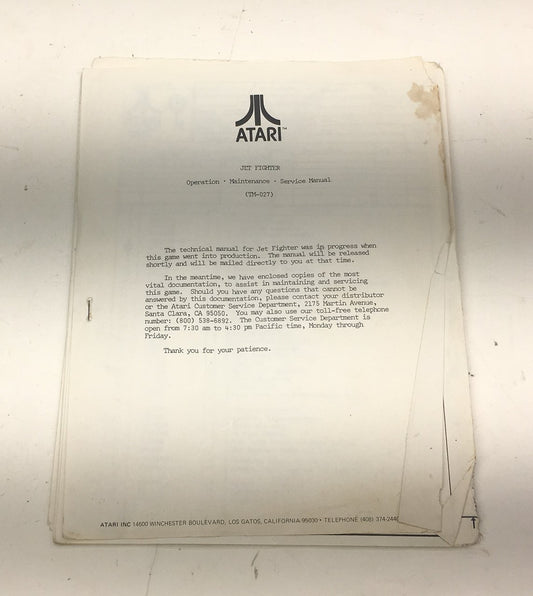 ATARI™
JET FIGHTER
Operation · Maintenance · Service Manual
(TM-027)
The technical manual for Jet Fighter was in progress when
this game went into production. The manual will be released
shortly and will be mailed directly to you at that time.
In the meantime, we have enclosed copies of the most
vital documentation, to assist in maintaining and servicing
this game. Should you have any questions that cannot be
answered by this documentation, please contact your distributor
or the Atari Customer Service Department, 2175 Martin Avenue,
Santa Clara, CA 95050. You may also use our toll-free telephone
number: (800) 538-6892. The Customer Service Department is
open from 7:30 am to 4:30 pm Pacific time, Monday through
Friday.
Thank you for your patience.
ATARI INC 14600 WINCHESTER BOULEVARD, LOS GATOS, CALIFORNIA 95030 • TELEPHONE (408) 374-2440